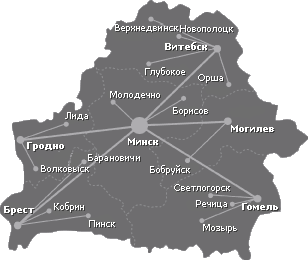 Верхнедвинск
Новополоцк
Витебск
Глубокое
Орша
Молодечно
Борисов
Лида
Могилев
Минск
Гродно
Барановичи
Волковыск
Бобруйск
Светлогорск
Брест
Кобрин
Речица
Гомель
Пинск
Мозырь